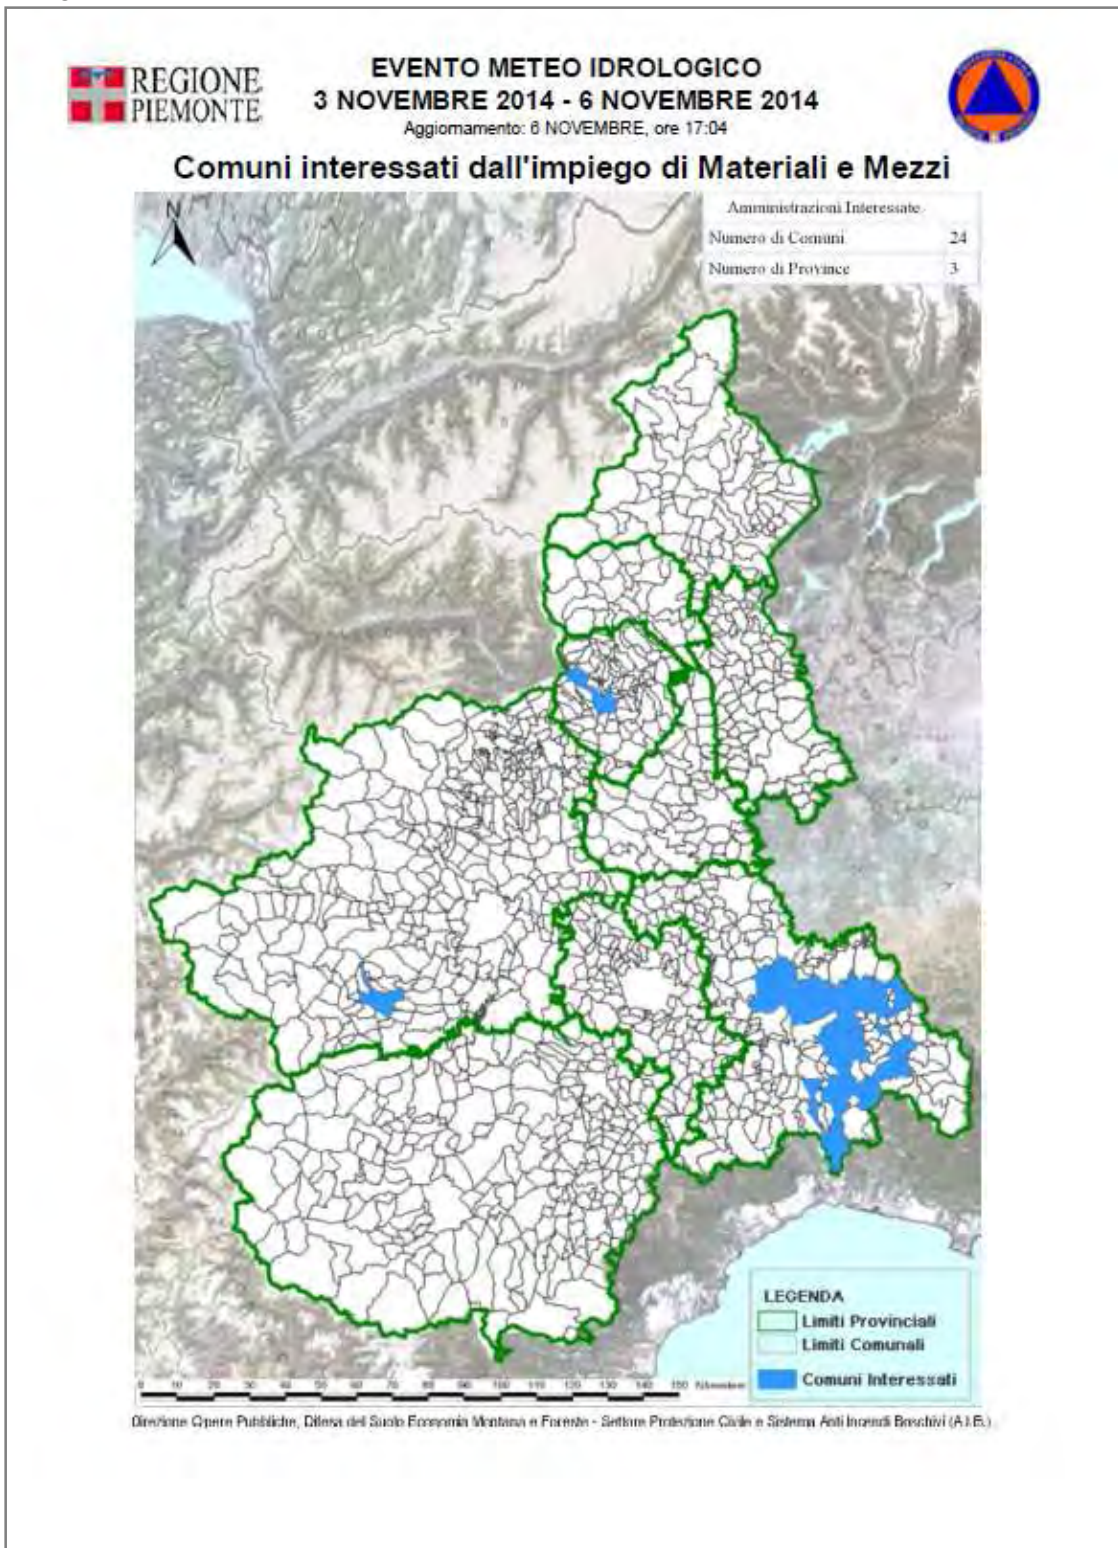 REGIONE
PIEMONTE
EVENTO METEO IDROLOGICO
3 NOVEMBRE 2014 - 6 NOVEMBRE 2014
Aggiornamento: 6 NOVEMBRE, ore 17:04
Comuni interessati dall'impiego di Materiali e Mezzi
N
Amministrazioni Interessate
Numero di Comuni 24
Numero di Province 3
LEGENDA
Limiti Provinciali
Limiti Comunali
Comuni Interessati
0 10 20 30 40 50 60 70 80 90 100 110 120 130 140 150 Kilometers
Direzione Opere Pubbliche, Difesa del Suolo Economia Montana e Foreste - Settore Protezione Civile e Sistema Anti Incendi Boschivi (A.I.B.)